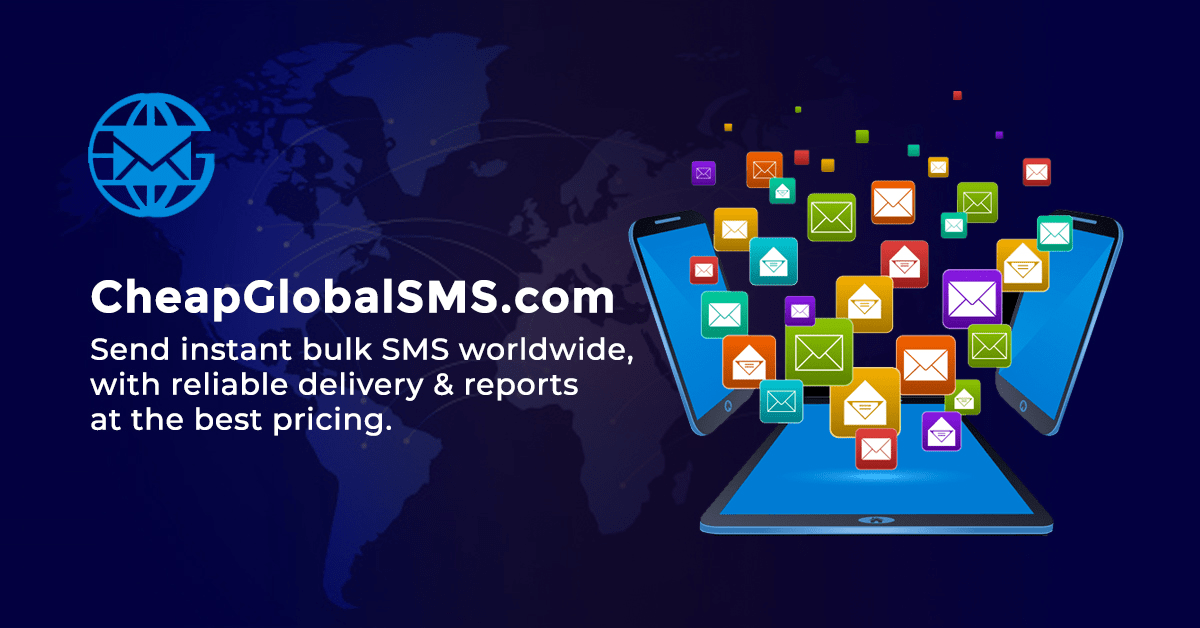 CheapGlobalSMS.com
Send instant bulk SMS worldwide,
with reliable delivery & reports
at the best pricing.